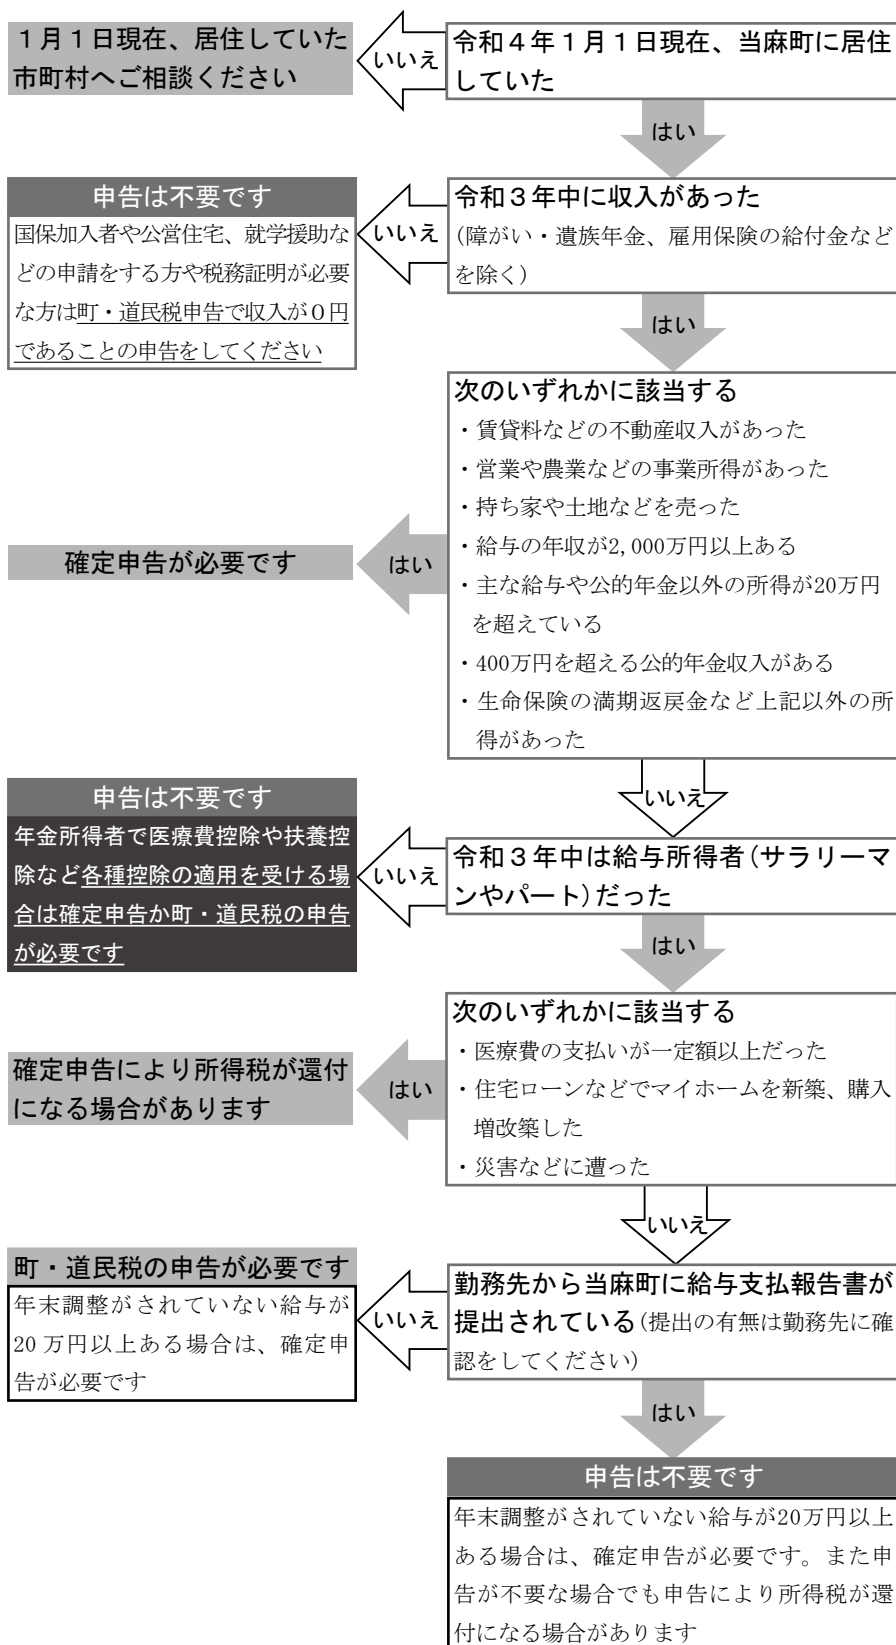 １月１日現在、居住していた
市町村へご相談ください
いいえ
令和４年１月１日現在、当麻町に居住
していた
はい
申告は不要です
国保加入者や公営住宅、就学援助な
どの申請をする方や税務証明が必要
な方は町・道民税申告で収入が０円
であることの申告をしてください
いいえ
令和３年中に収入があった
(障がい・遺族年金、雇用保険の給付金など
を除く)
はい
次のいずれかに該当する
・賃貸料などの不動産収入があった
・営業や農業などの事業所得があった
・持ち家や土地などを売った
・給与の年収が2,000万円以上ある
・主な給与や公的年金以外の所得が20万円
を超えている
・400万円を超える公的年金収入がある
・生命保険の満期返戻金など上記以外の所
得があった
確定申告が必要です
はい
いいえ
申告は不要です
年金所得者で医療費控除や扶養控
除など各種控除の適用を受ける場
合は確定申告か町・道民税の申告
が必要です
いいえ
令和３年中は給与所得者(サラリーマ
ンやパート)だった
はい
次のいずれかに該当する
・医療費の支払いが一定額以上だった
・住宅ローンなどでマイホームを新築、購入
増改築した
・災害などに遭った
確定申告により所得税が還付
になる場合があります
はい
いいえ
町・道民税の申告が必要です
年末調整がされていない給与が
20 万円以上ある場合は、確定申
告が必要です
いいえ
勤務先から当麻町に給与支払報告書が
提出されている(提出の有無は勤務先に確
認をしてください)
はい
申告は不要です
年末調整がされていない給与が20万円以上
ある場合は、確定申告が必要です。また申
告が不要な場合でも申告により所得税が還
付になる場合があります